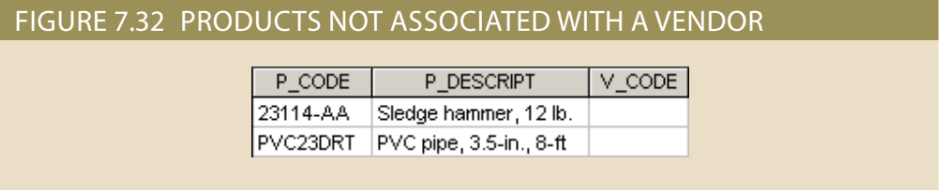 FIGURE 7.32 PRODUCTS NOT ASSOCIATED WITH A VENDOR
P_CODE P_DESCRIPT V_CODE
23114-AA Sledge hammer, 12 lb.
PVC23DRT PVC pipe, 3.5-in., 8-ft